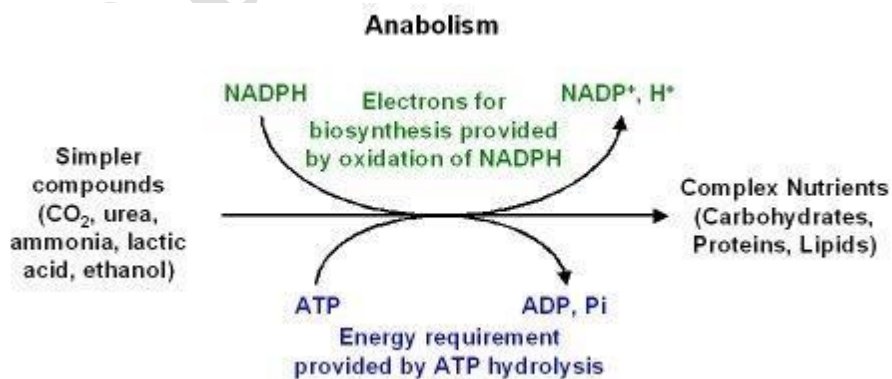 Anabolism
NADPH
Electrons for
biosynthesis provided
by oxidation of NADPH
NADP⁺, H⁺
Simpler
compounds
(CO₂, urea,
ammonia, lactic
acid, ethanol)
Complex Nutrients
(Carbohydrates,
Proteins, Lipids)
ATP
ADP, Pi
Energy requirement
provided by ATP hydrolysis